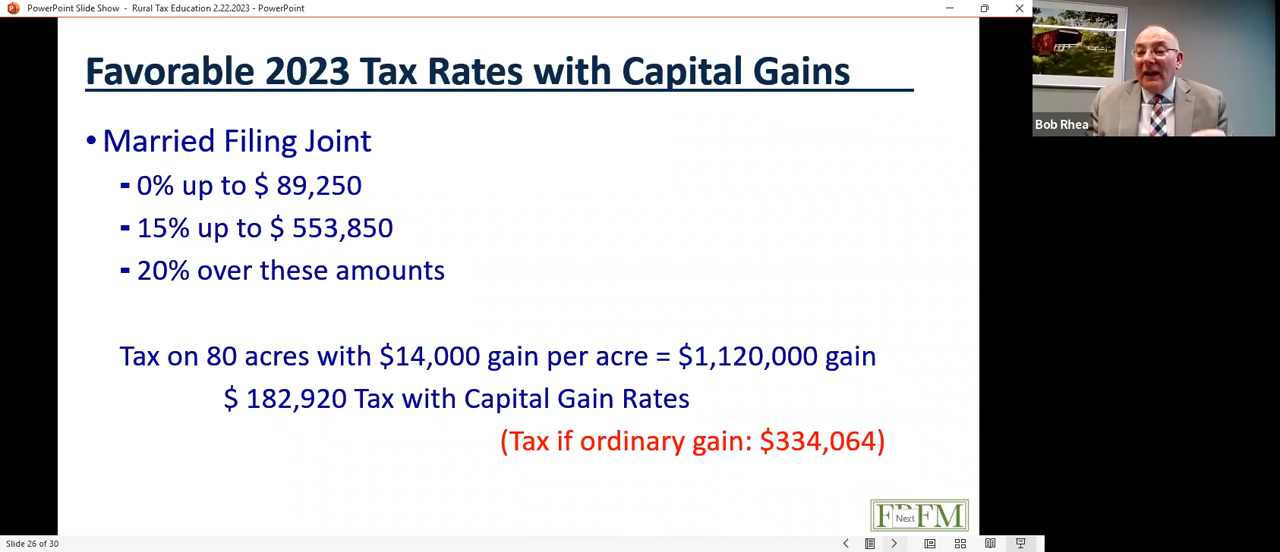 PowerPoint Slide Show - Rural Tax Education 2.22.2023 - PowerPoint
Favorable 2023 Tax Rates with Capital Gains
• Married Filing Joint
- 0% up to $ 89,250
- 15% up to $ 553,850
- 20% over these amounts
Tax on 80 acres with $14,000 gain per acre = $1,120,000 gain
$ 182,920 Tax with Capital Gain Rates
(Tax if ordinary gain: $334,064)
Bob Rhea
Next
Slide 26 of 30